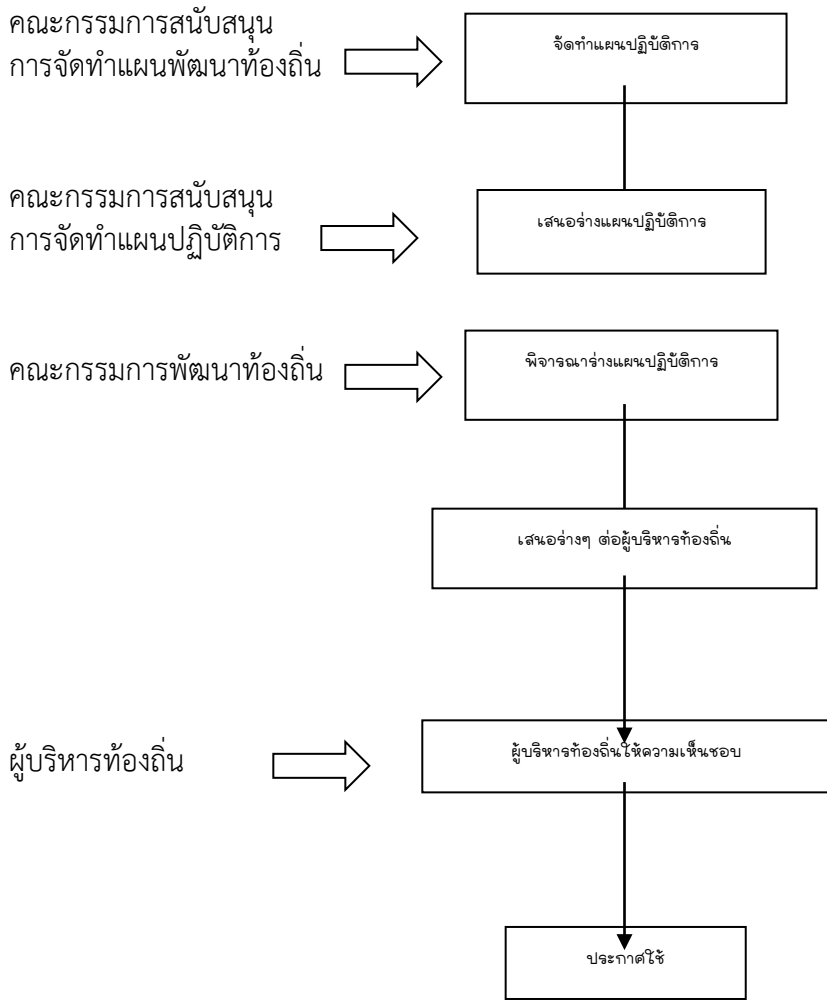 คณะกรรมการสนับสนุน
การจัดทำแผนพัฒนาท้องถิ่น
จัดทำแผนปฏิบัติการ
คณะกรรมการสนับสนุน
การจัดทำแผนปฏิบัติการ
เสนอร่างแผนปฏิบัติการ
คณะกรรมการพัฒนาท้องถิ่น
พิจารณาร่างแผนปฏิบัติการ
เสนอร่างๆ ต่อผู้บริหารท้องถิ่น
ผู้บริหารท้องถิ่น
ผู้บริหารท้องถิ่นให้ความเห็นชอบ
ประกาศใช้